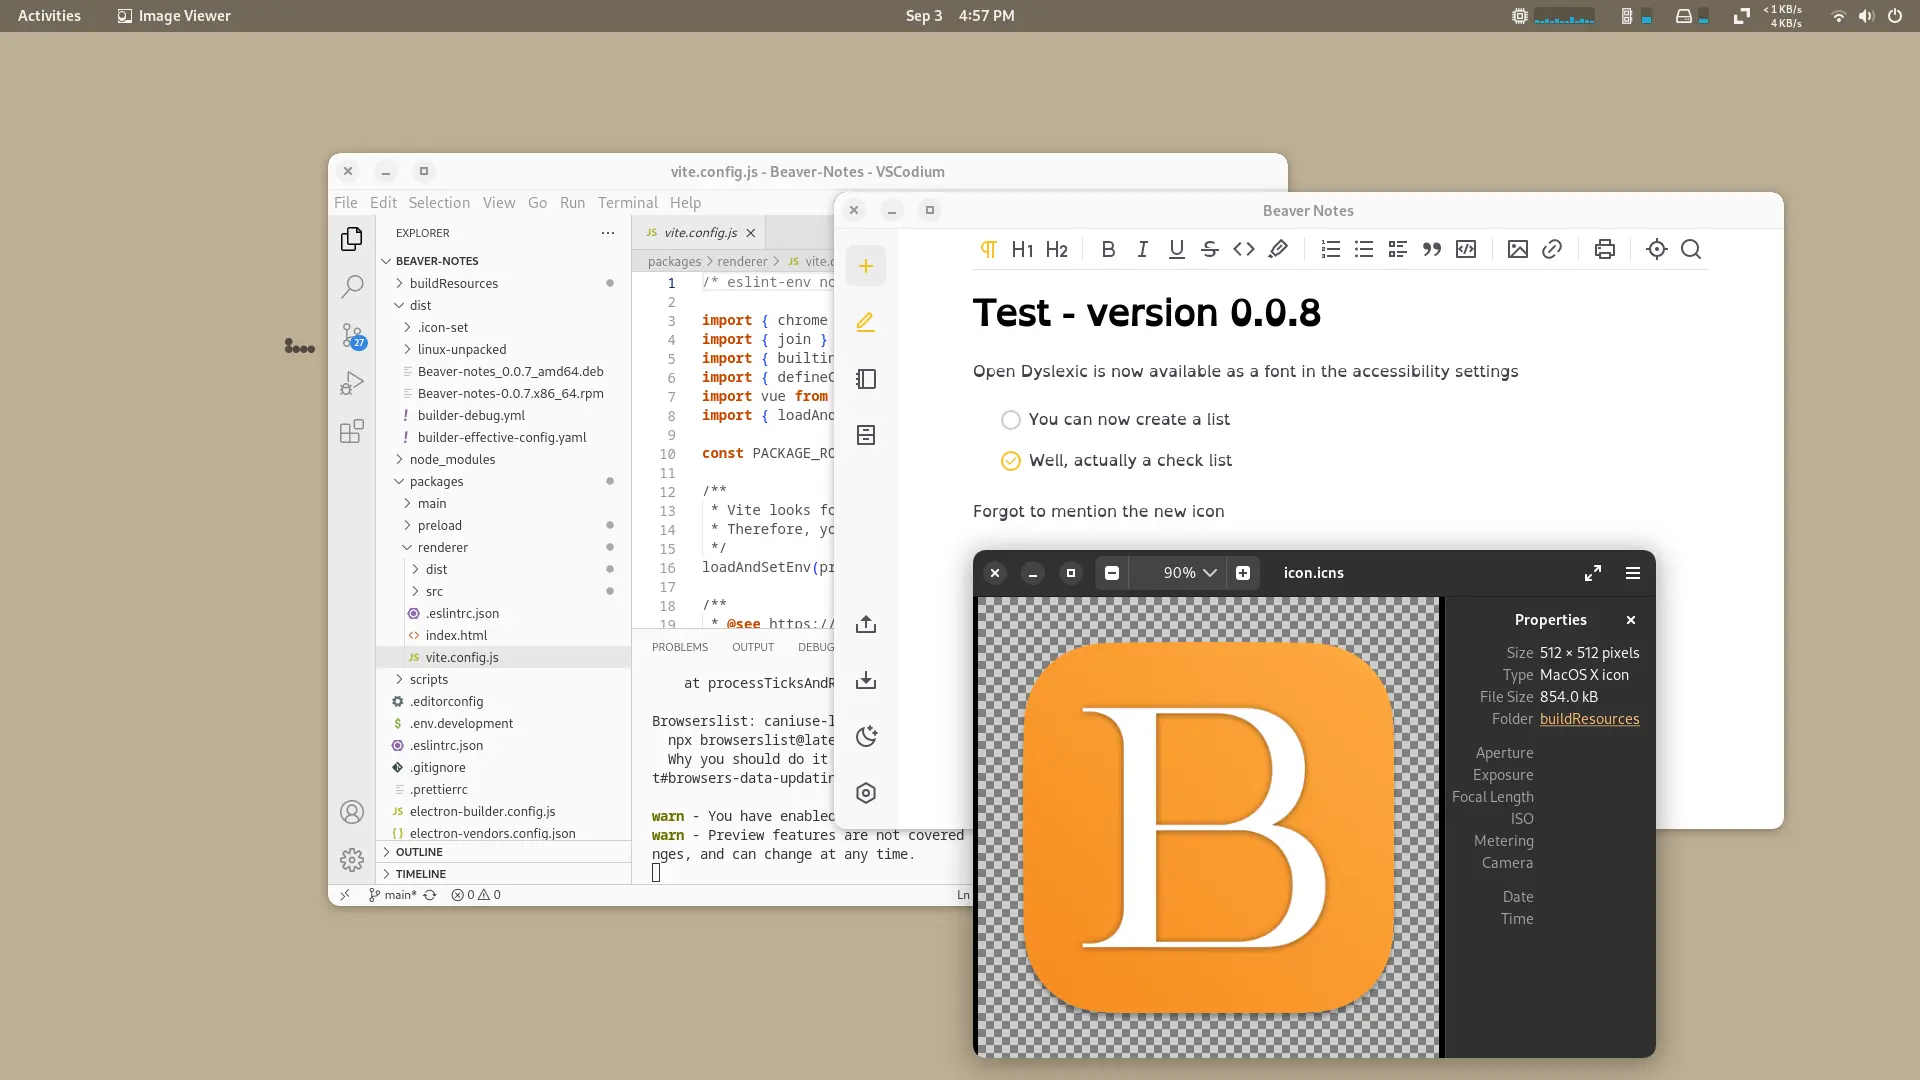 Activities
Image Viewer
Sep 3 4:57 PM
< 1 KB/s
4 KB/s
vite.config.js - Beaver-Notes - VSCodium
File Edit Selection View Go Run Terminal Help
EXPLORER
BEAVER-NOTES
buildResources
dist
.icon-set
linux-unpacked
Beaver-notes_0.0.7_amd64.deb
Beaver-notes-0.0.7.x86_64.rpm
builder-debug.yml
builder-effective-config.yaml
node_modules
packages
main
preload
renderer
dist
src
.eslintrc.json
index.html
JS vite.config.js
scripts
.editorconfig
$ .env.development
.eslintrc.json
.gitignore
.prettierrc
JS electron-builder.config.js
{} electron-vendors.config.json
OUTLINE
TIMELINE
27
main*
0 0
Ln
JS vite.config.js
packages > renderer > JS vite.c
1 /* eslint-env no
2
3 import { chrome
4 import { join }
5 import { builtin
6 import { defineC
7 import vue from
8 import { loadAnd
9
10 const PACKAGE_RO
11
12 /**
13 * Vite looks fo
14 * Therefore, yo
15 */
16 loadAndSetEnv(pr
17
18 /**
19 * @see https://
PROBLEMS OUTPUT DEBUG
at processTicksAndR
Browserslist: caniuse-l
npx browserslist@late
Why you should do it
t#browsers-data-updatin
warn - You have enabled
warn - Preview features are not covered
nges, and can change at any time.
Beaver Notes
H1 H2 B I U S
Test - version 0.0.8
Open Dyslexic is now available as a font in the accessibility settings
You can now create a list
Well, actually a check list
Forgot to mention the new icon
90%
icon.icns
B
Properties
Size 512 × 512 pixels
Type MacOS X icon
File Size 854.0 kB
Folder buildResources
Aperture
Exposure
Focal Length
ISO
Metering
Camera
Date
Time